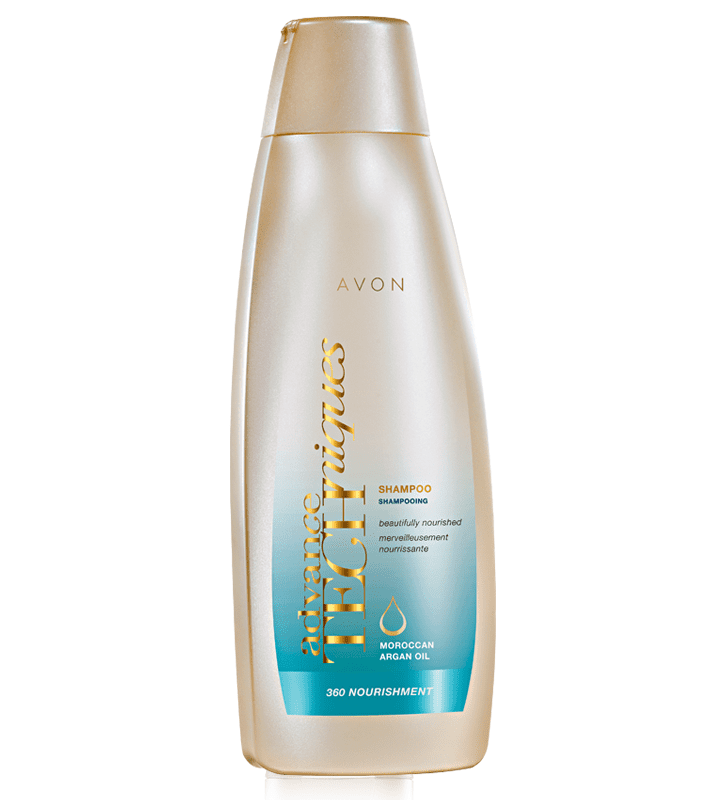 AVON
advance
TECHniques
SHAMPOO
SHAMPOOING
beautifully nourished
merveilleusement
nourrissante
MOROCCAN
ARGAN OIL
360 NOURISHMENT